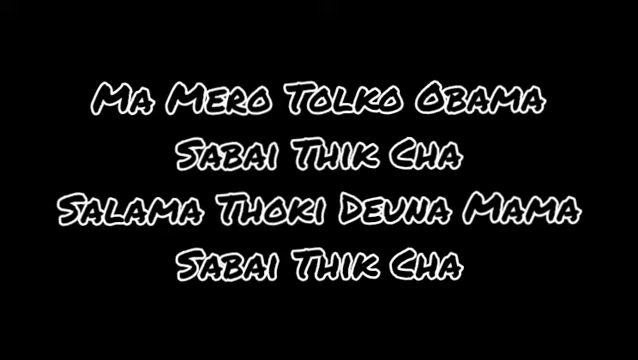 Ma Mero Tolko Obama
Sabai Thik Cha
Salama Thoki Deuna Mama
Sabai Thik Cha